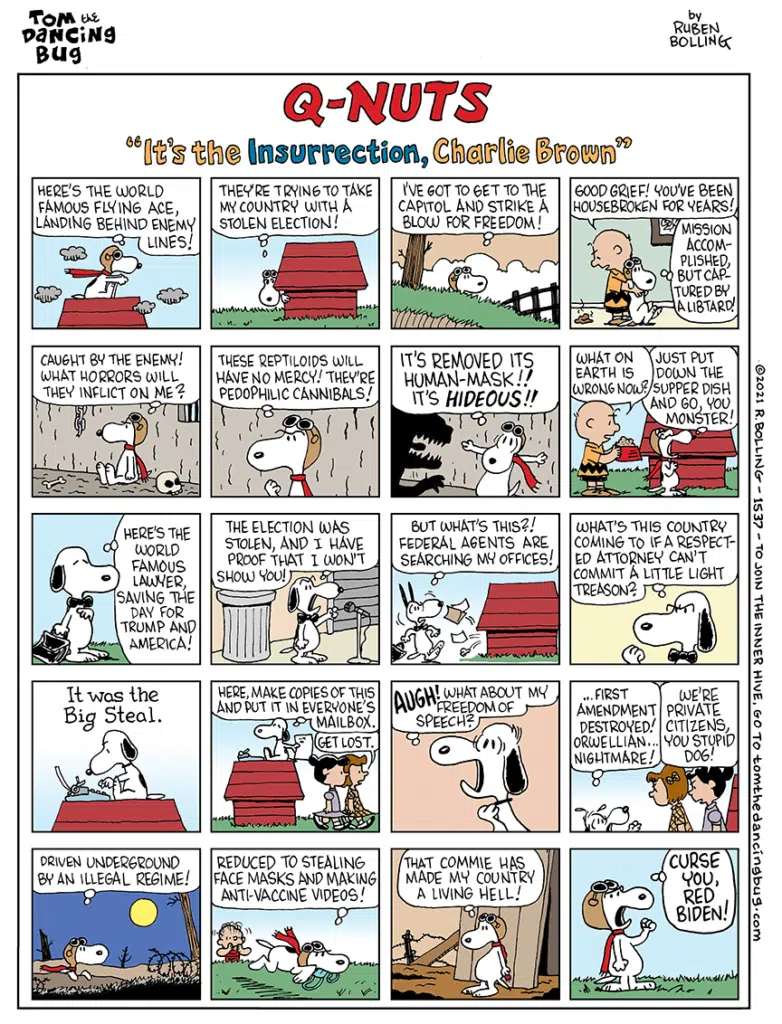 TOM the
DANCING
BUG
by
RUBEN
BOLLING
Q-NUTS
"It's the Insurrection, Charlie Brown"
HERE'S THE WORLD
FAMOUS FLYING ACE,
LANDING BEHIND ENEMY
LINES!
THEY'RE TRYING TO TAKE
MY COUNTRY WITH A
STOLEN ELECTION!
I'VE GOT TO GET TO THE
CAPITOL AND STRIKE A
BLOW FOR FREEDOM!
GOOD GRIEF! YOU'VE BEEN
HOUSEBROKEN FOR YEARS!
MISSION
ACCOM-
PLISHED,
BUT CAP-
TURED BY
A LIBTARD!
CAUGHT BY THE ENEMY!
WHAT HORRORS WILL
THEY INFLICT ON ME?
THESE REPTILOIDS WILL
HAVE NO MERCY! THEY'RE
PEDOPHILIC CANNIBALS!
IT'S REMOVED ITS
HUMAN-MASK!!
IT'S HIDEOUS!!
WHAT ON
EARTH IS
WRONG NOW?
JUST PUT
DOWN THE
SUPPER DISH
AND GO, YOU
MONSTER!
HERE'S THE
WORLD
FAMOUS
LAWYER,
SAVING THE
DAY FOR
TRUMP AND
AMERICA!
THE ELECTION WAS
STOLEN, AND I HAVE
PROOF THAT I WON'T
SHOW YOU!
BUT WHAT'S THIS?!
FEDERAL AGENTS ARE
SEARCHING MY OFFICES!
WHAT'S THIS COUNTRY
COMING TO IF A RESPECT-
ED ATTORNEY CAN'T
COMMIT A LITTLE LIGHT
TREASON?
It was the
Big Steal.
HERE, MAKE COPIES OF THIS
AND PUT IT IN EVERYONE'S
MAILBOX.
GET LOST.
AUGH! WHAT ABOUT MY
FREEDOM OF
SPEECH?
...FIRST
AMENDMENT
DESTROYED!
ORWELLIAN...
NIGHTMARE!
WE'RE
PRIVATE
CITIZENS,
YOU STUPID
DOG!
DRIVEN UNDERGROUND
BY AN ILLEGAL REGIME!
REDUCED TO STEALING
FACE MASKS AND MAKING
ANTI-VACCINE VIDEOS!
THAT COMMIE HAS
MADE MY COUNTRY
A LIVING HELL!
CURSE
YOU,
RED
BIDEN!
©2021 R. BOLLING - 1537 - TO JOIN THE INNER HIVE, GO TO tomthedancingbug.com